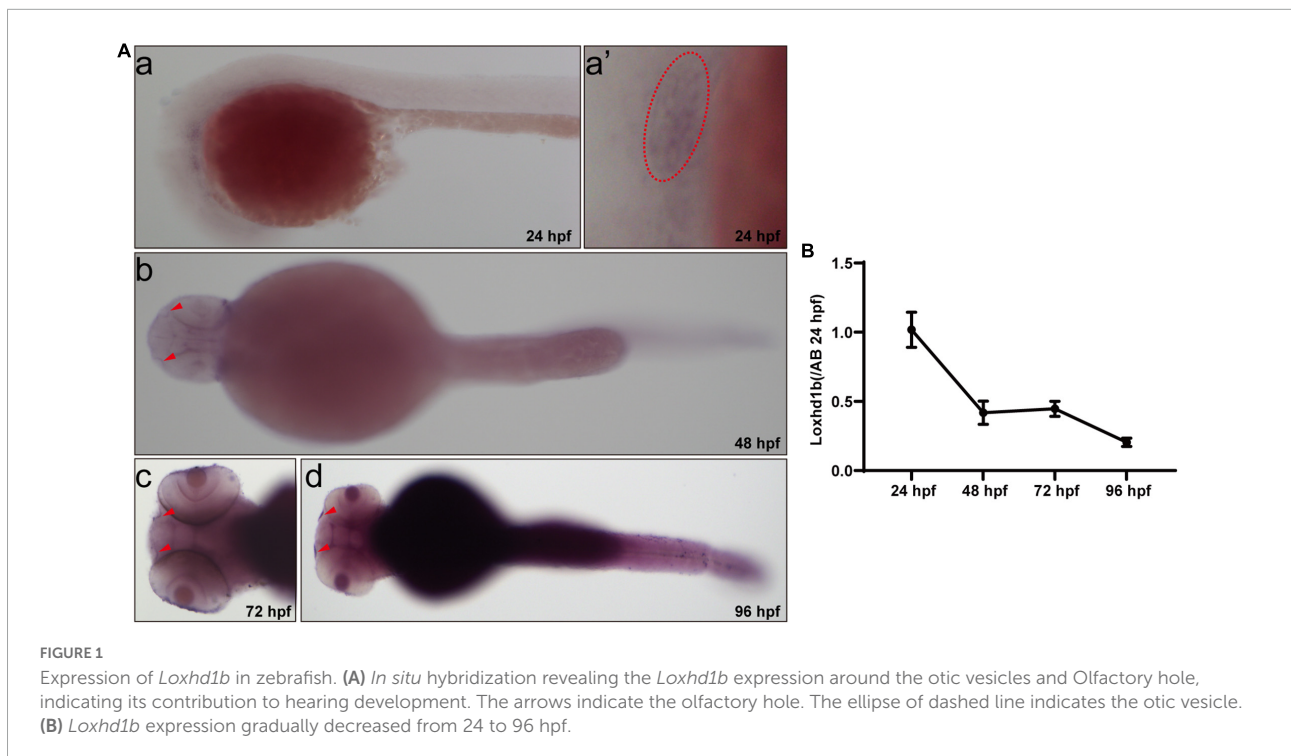 A
a
24 hpf
a'
24 hpf
b
48 hpf
c
72 hpf
d
96 hpf
B
Loxhd1b(/AB 24 hpf)
1.5
1.0
0.5
0.0
24 hpf 48 hpf 72 hpf 96 hpf
FIGURE 1
Expression of Loxhd1b in zebrafish. (A) In situ hybridization revealing the Loxhd1b expression around the otic vesicles and Olfactory hole,
indicating its contribution to hearing development. The arrows indicate the olfactory hole. The ellipse of dashed line indicates the otic vesicle.
(B) Loxhd1b expression gradually decreased from 24 to 96 hpf.